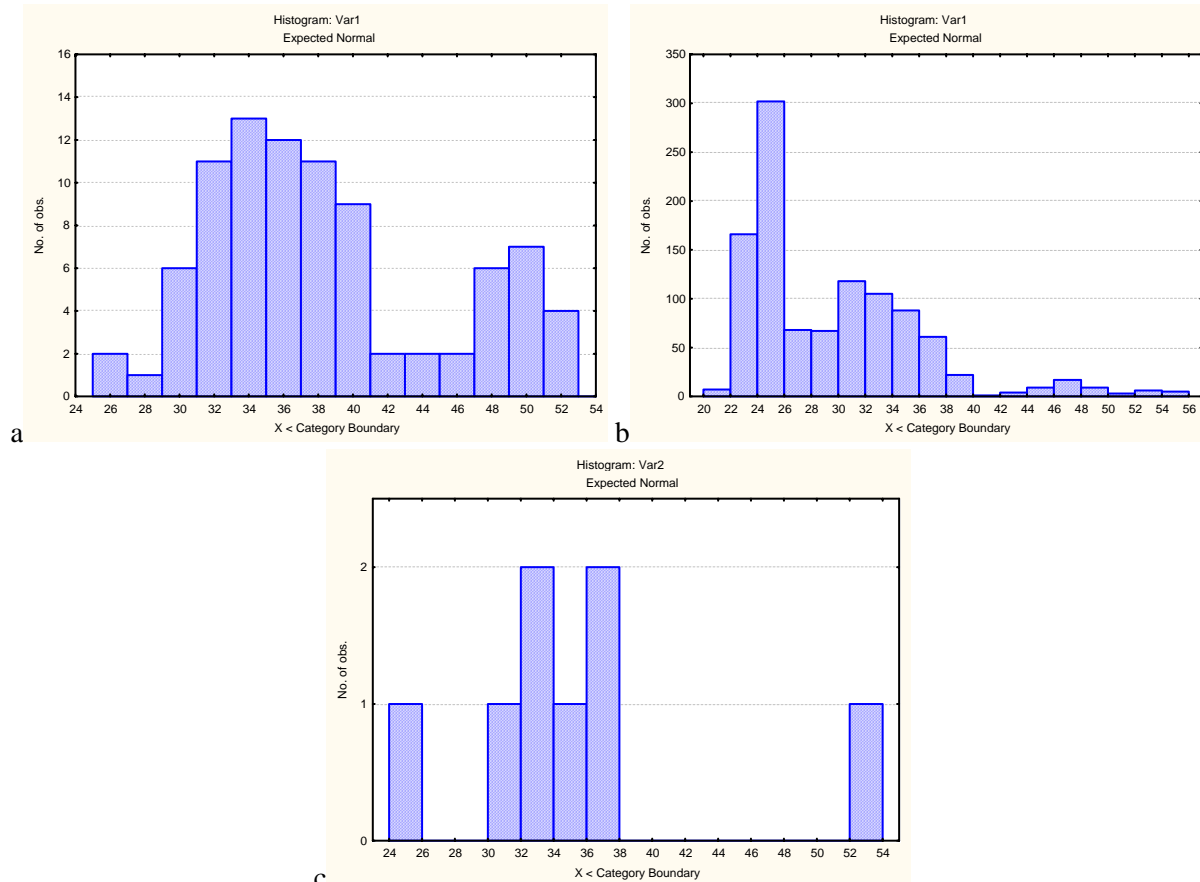 Histogram: Var1
Expected Normal
16
14
12
10
8
6
4
2
0
No. of obs.
24 26 28 30 32 34 36 38 40 42 44 46 48 50 52 54
X < Category Boundary
a
Histogram: Var1
Expected Normal
350
300
250
200
150
100
50
0
No. of obs.
20 22 24 26 28 30 32 34 36 38 40 42 44 46 48 50 52 54 56
X < Category Boundary
b
Histogram: Var2
Expected Normal
2
1
0
No. of obs.
24 26 28 30 32 34 36 38 40 42 44 46 48 50 52 54
X < Category Boundary
c